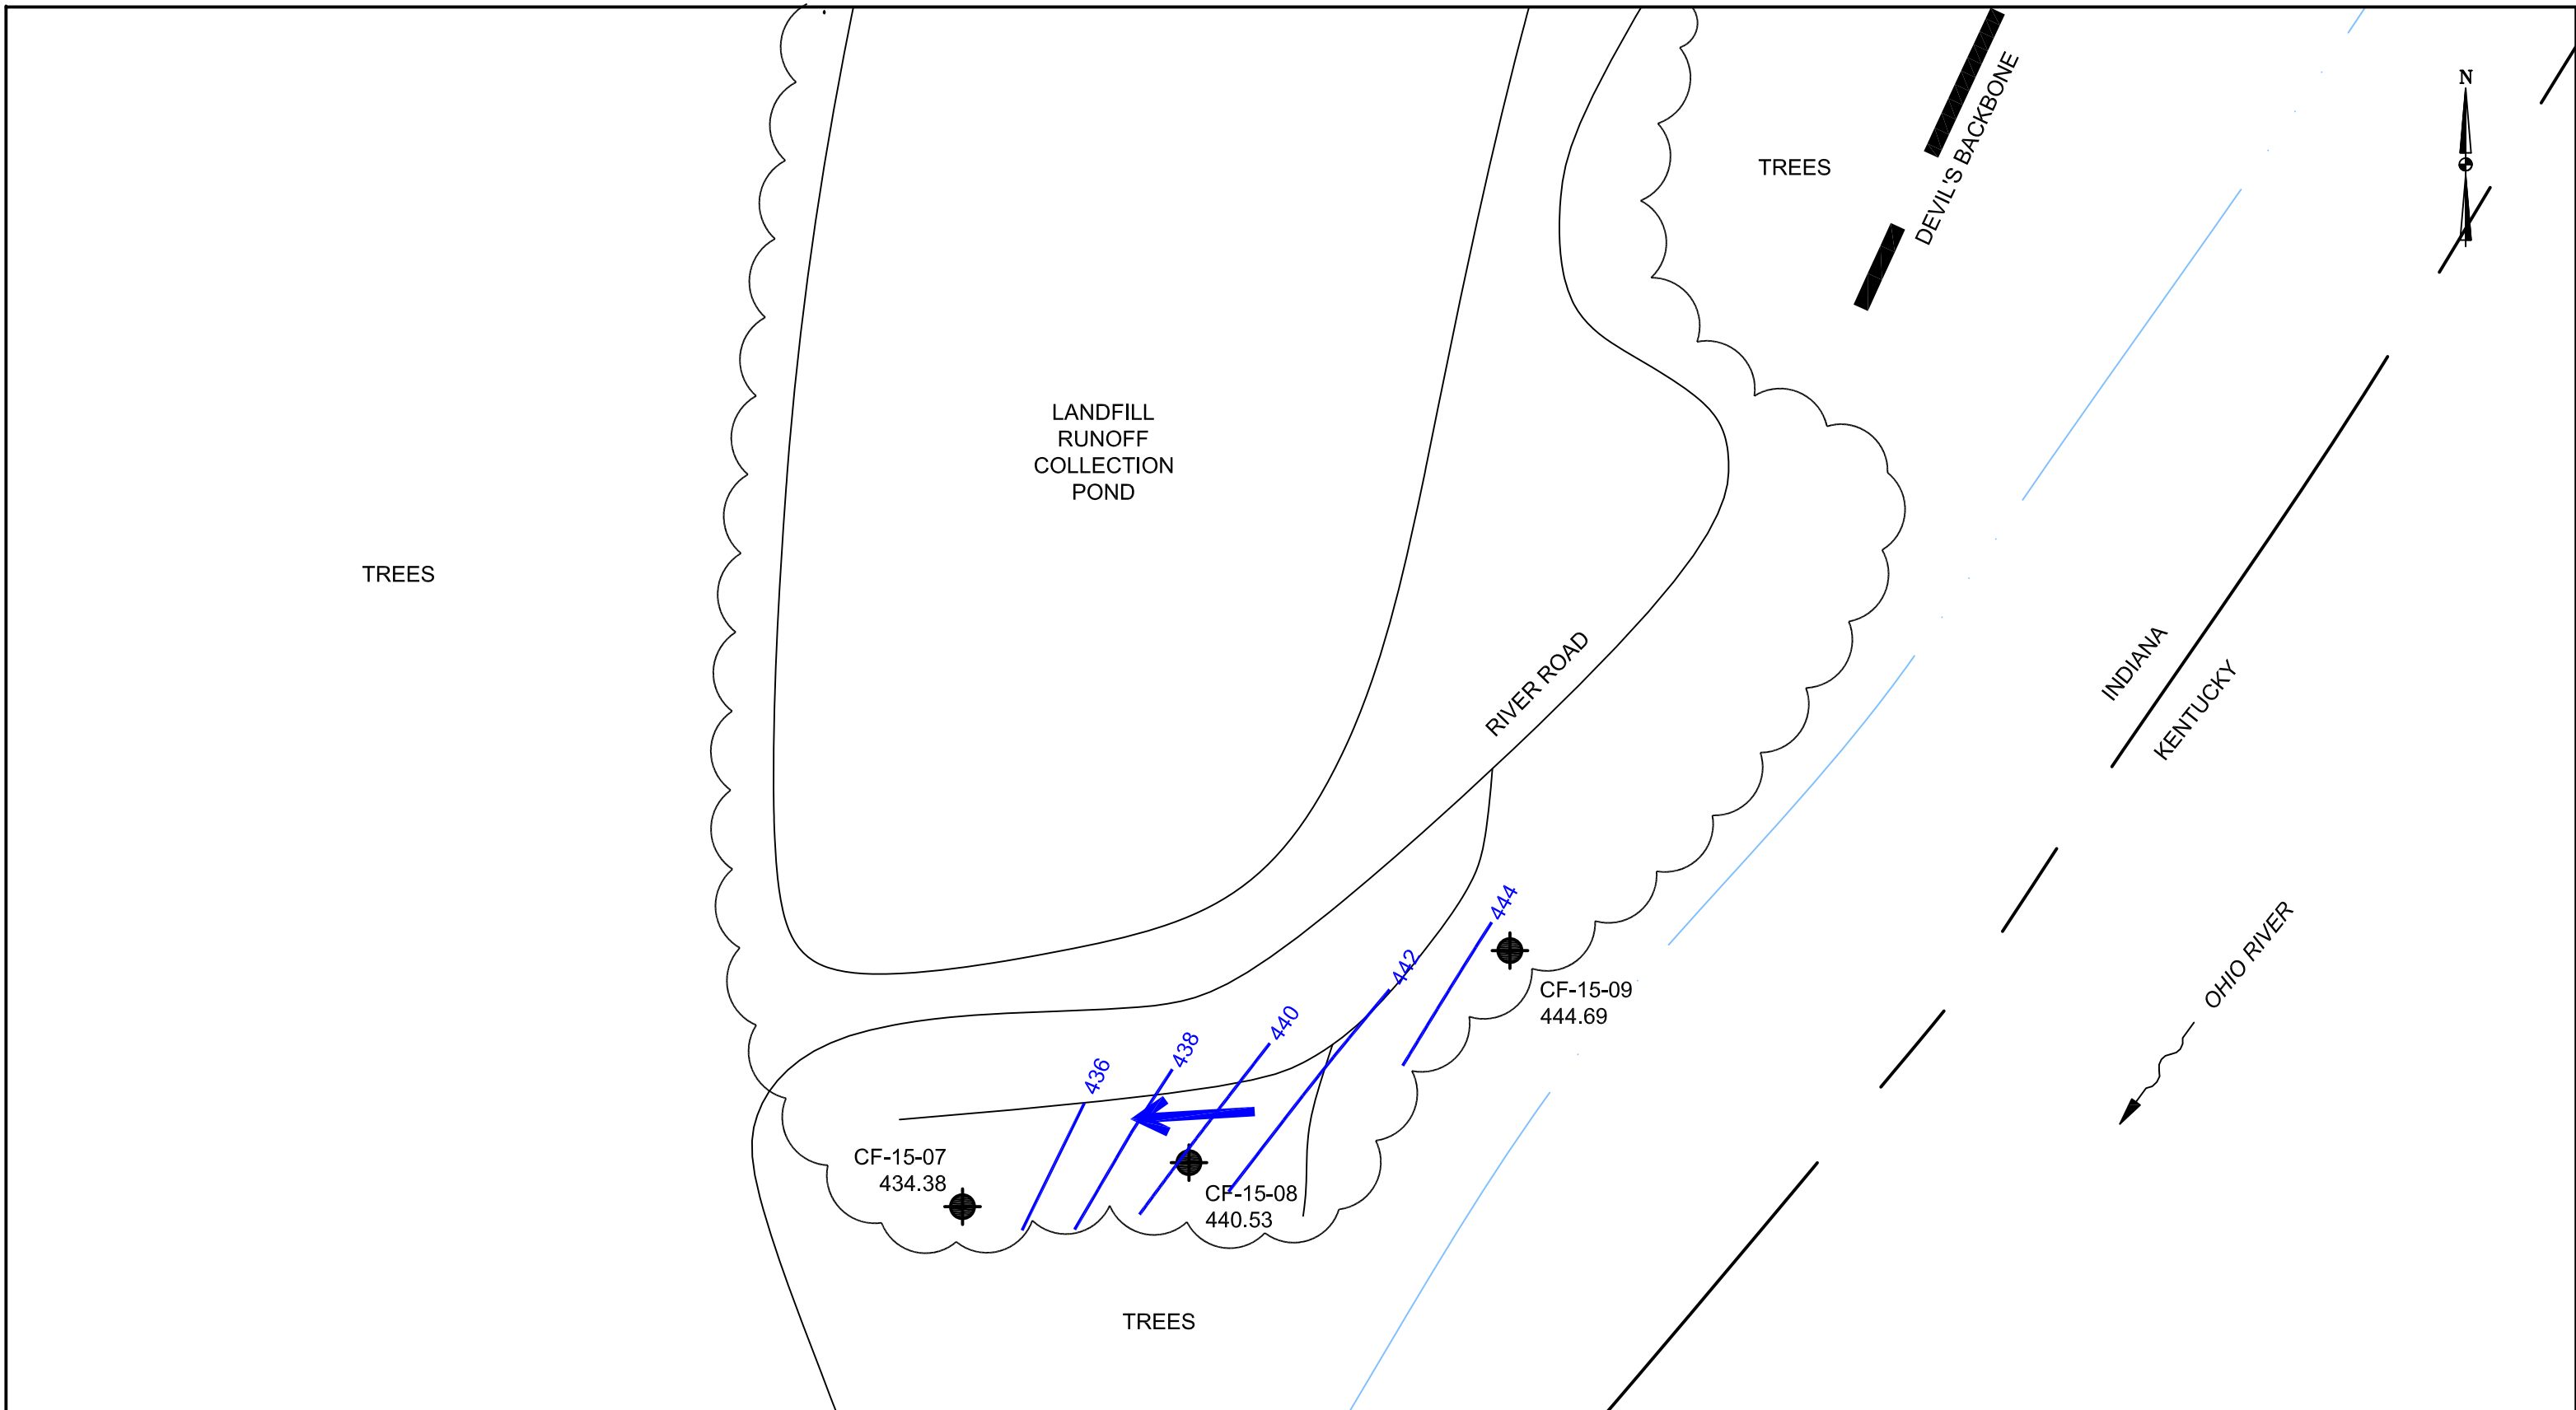 N
DEVIL'S BACKBONE
TREES
LANDFILL
RUNOFF
COLLECTION
POND
TREES
RIVER ROAD
INDIANA
KENTUCKY
444
OHIO RIVER
442
CF-15-09
444.69
440
438
436
CF-15-07
434.38
CF-15-08
440.53
TREES